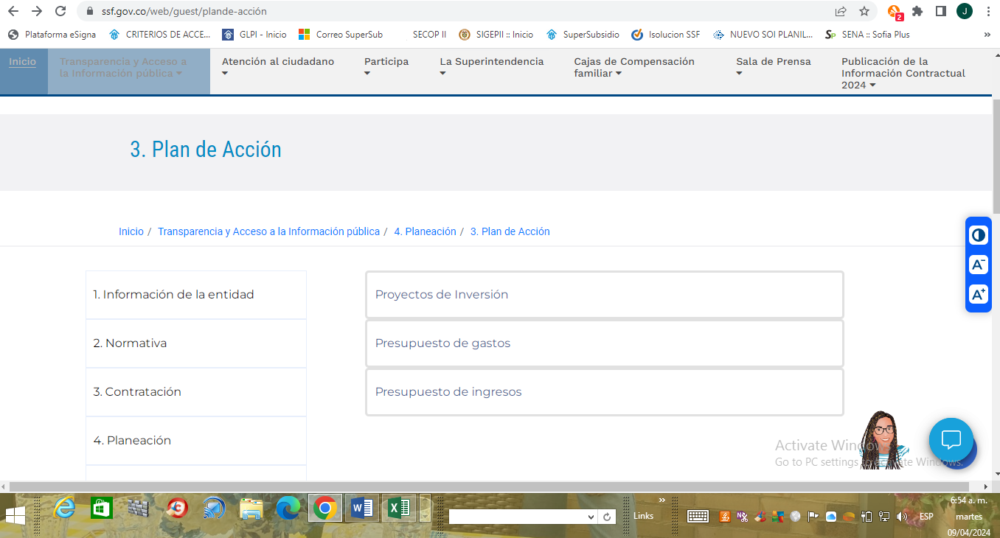 ssf.gov.co/web/guest/plande-acción
2
J
Plataforma eSigna
CRITERIOS DE ACCE...
GLPI - Inicio
Correo SuperSub
SECOP II
SIGEPII :: Inicio
SuperSubsidio
Isolucion SSF
NUEVO SOI PLANIL...
SENA :: Sofia Plus
»
Inicio
Transparencia y Acceso a
la Información pública
Atención al ciudadano
Participa
La Superintendencia
Cajas de Compensación
familiar
Sala de Prensa
Publicación de la
Información Contractual
2024
3. Plan de Acción
Inicio / Transparencia y Acceso a la Información pública / 4. Planeación / 3. Plan de Acción
A-
A+
1. Información de la entidad
2. Normativa
3. Contratación
4. Planeación
Proyectos de Inversión
Presupuesto de gastos
Presupuesto de ingresos
Activate Windows
Go to PC settings to activate Windows.
Links
»
ESP
6:54 a. m.
martes
09/04/2024